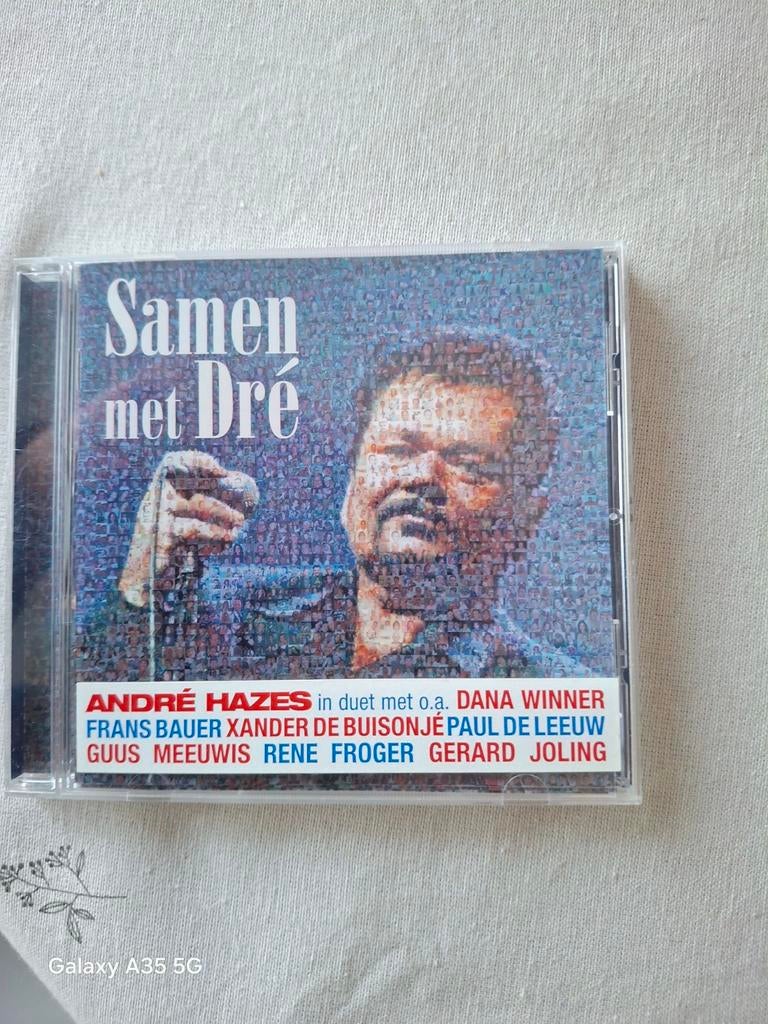 Samen
met Dré
ANDRÉ HAZES in duet met o.a. DANA WINNER
FRANS BAUER XANDER DE BUISONJÉ PAUL DE LEEUW
GUUS MEEUWIS RENE FROGER GERARD JOLING
Galaxy A35 5G